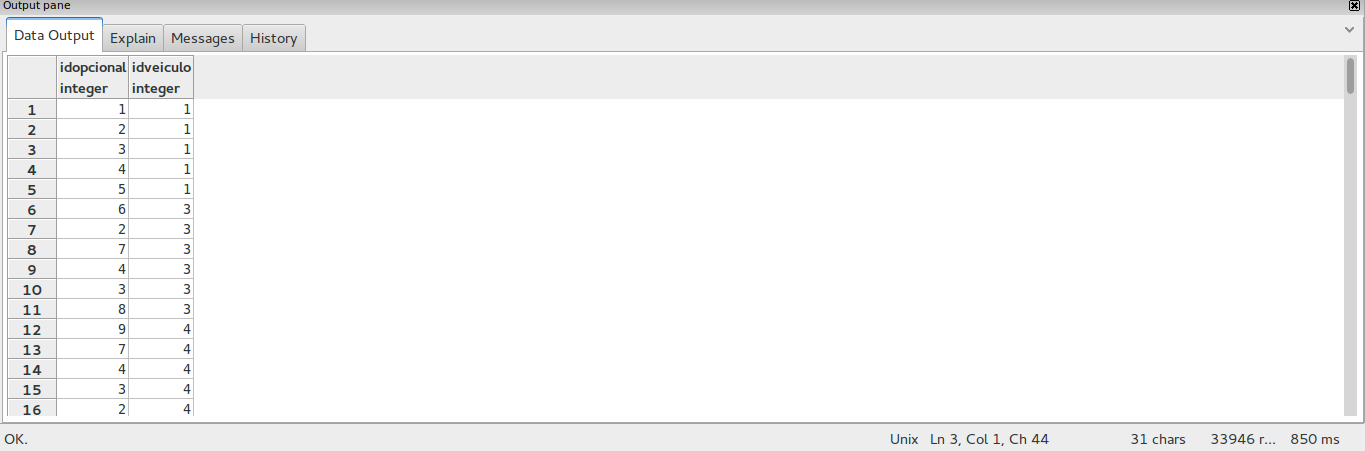 Output pane
Data Output Explain Messages History
idopcional idveiculo
integer integer
1 1 1
2 2 1
3 3 1
4 4 1
5 5 1
6 6 3
7 2 3
8 7 3
9 4 3
10 3 3
11 8 3
12 9 4
13 7 4
14 4 4
15 3 4
16 2 4
OK. Unix Ln 3, Col 1, Ch 44 31 chars 33946 r... 850 ms